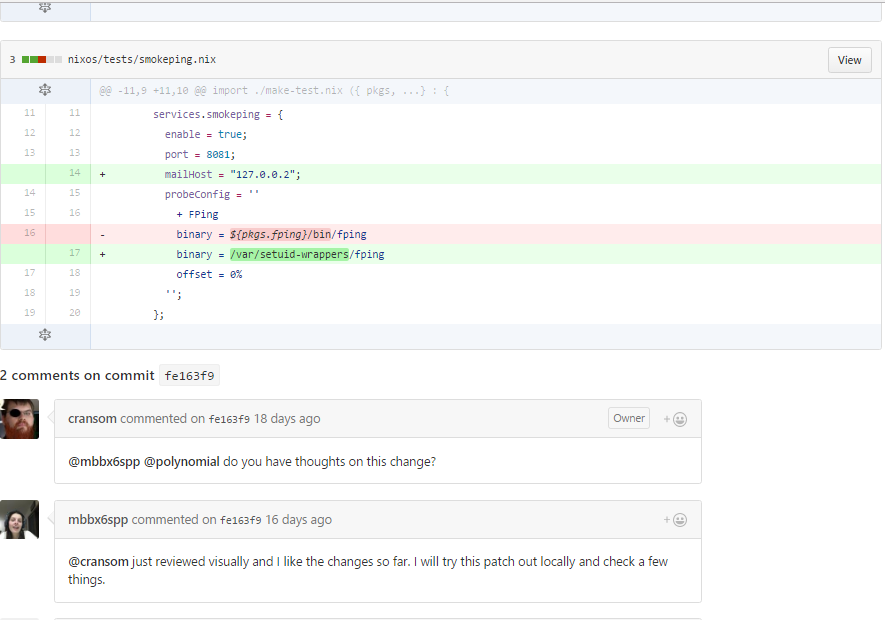 3 nixos/tests/smokeping.nix View
@@ -11,9 +11,10 @@ import ./make-test.nix ({ pkgs, ...} : {
11 11 services.smokeping = {
12 12 enable = true;
13 13 port = 8081;
14 + mailHost = "127.0.0.2";
14 15 probeConfig = ''
15 16 + FPing
16 - binary = ${pkgs.fping}/bin/fping
17 + binary = /var/setuid-wrappers/fping
17 18 offset = 0%
18 19 '';
19 20 };
2 comments on commit fe163f9
cransom commented on fe163f9 18 days ago Owner +
@mbbx6spp @polynomial do you have thoughts on this change?
mbbx6spp commented on fe163f9 16 days ago +
@cransom just reviewed visually and I like the changes so far. I will try this patch out locally and check a few
things.